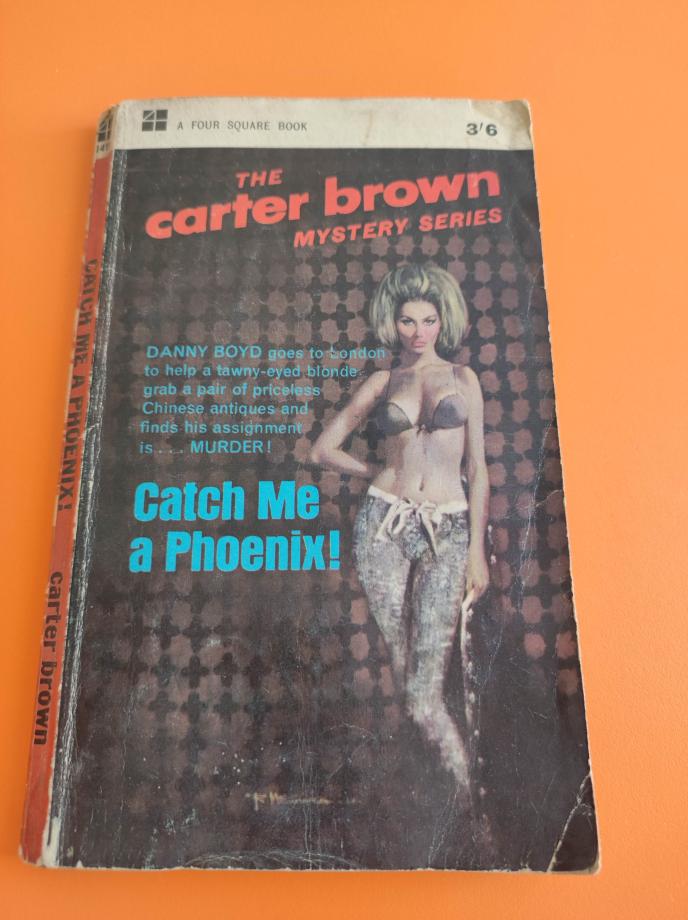 A FOUR SQUARE BOOK
3'6
THE
carter brown
MYSTERY SERIES
DANNY BOYD goes to London
to help a tawny-eyed blonde
grab a pair of priceless
Chinese antiques and
finds his assignment
is . . . MURDER!
Catch Me
a Phoenix!
CATCH ME A PHOENIX!
carter brown